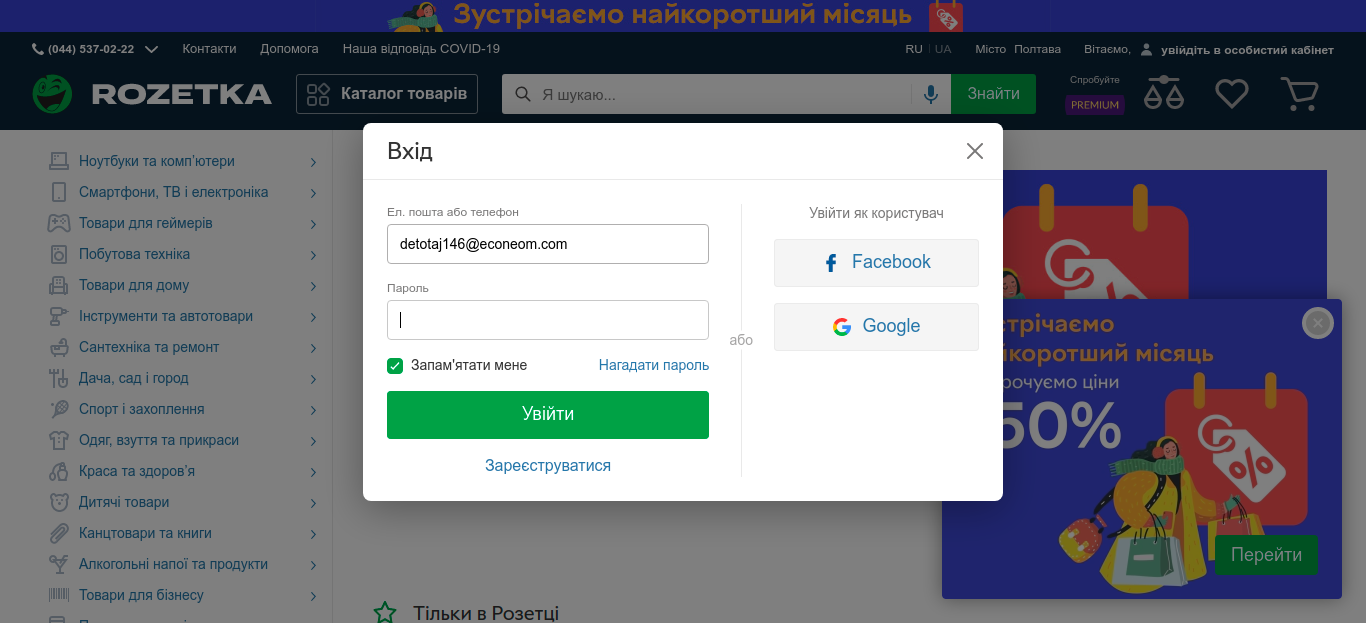 Зустрічаємо найкоротший місяць
(044) 537-02-22
Контакти
Допомога
Наша відповідь COVID-19
RU | UA
Місто Полтава
Вітаємо, увійдіть в особистий кабінет
ROZETKA
Каталог товарів
Я шукаю...
Знайти
Спробуйте
PREMIUM
Ноутбуки та комп'ютери
Смартфони, ТВ і електроніка
Товари для геймерів
Побутова техніка
Товари для дому
Інструменти та автотовари
Сантехніка та ремонт
Дача, сад і город
Спорт і захоплення
Одяг, взуття та прикраси
Краса та здоров'я
Дитячі товари
Канцтовари та книги
Алкогольні напої та продукти
Товари для бізнесу
Вхід
Ел. пошта або телефон
detotaj146@econeom.com
Пароль
Запам'ятати мене
Нагадати пароль
Увійти
Зареєструватися
або
Увійти як користувач
Facebook
Google
стрічаємо
йкоротший місяць
рочуємо ціни
50%
%
Перейти
Тільки в Розетці